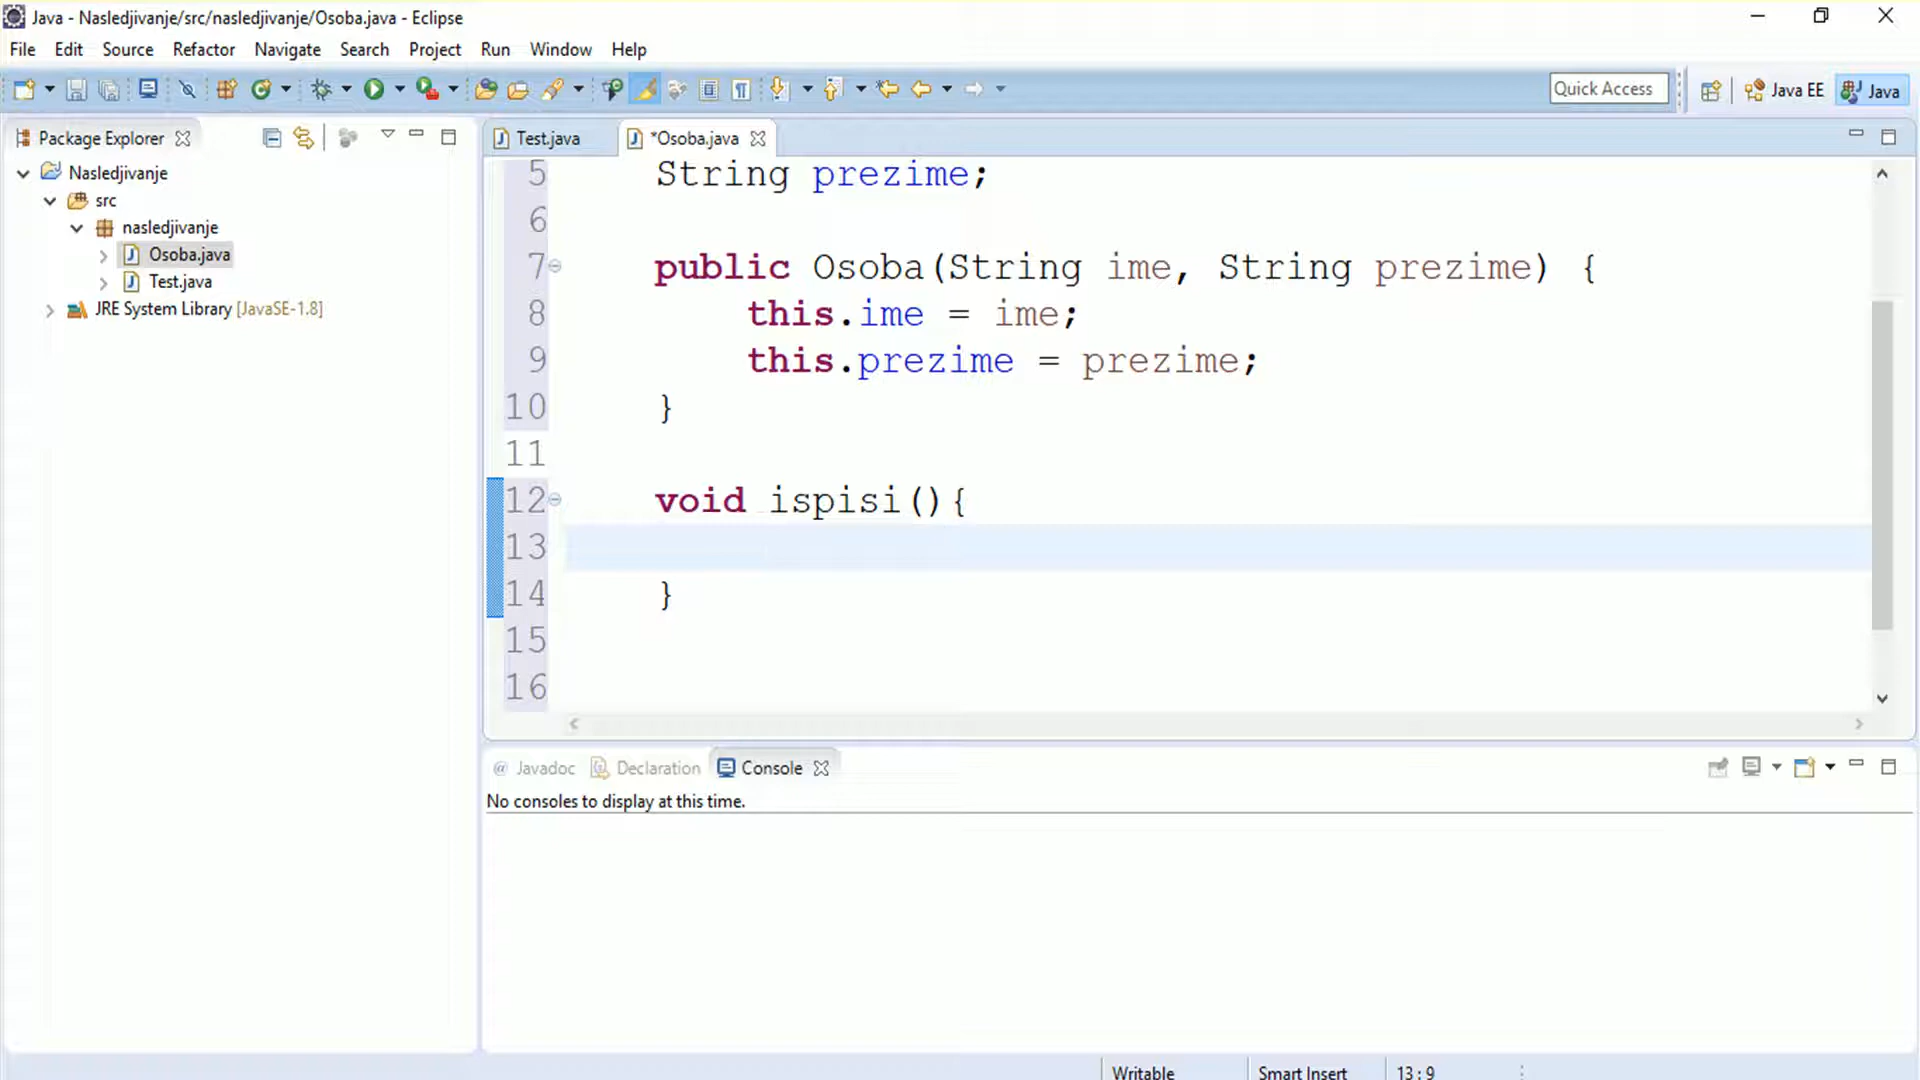 Java - Nasledjivanje/src/nasledjivanje/Osoba.java - Eclipse
File Edit Source Refactor Navigate Search Project Run Window Help
Quick Access Java EE Java
Package Explorer
Nasledjivanje
src
nasledjivanje
Osoba.java
Test.java
JRE System Library [JavaSE-1.8]
Test.java *Osoba.java
5 String prezime;
6
7 public Osoba(String ime, String prezime) {
8 this.ime = ime;
9 this.prezime = prezime;
10 }
11
12 void ispisi(){
13
14 }
15
16
@ Javadoc Declaration Console
No consoles to display at this time.
Writable Smart Insert 13 : 9